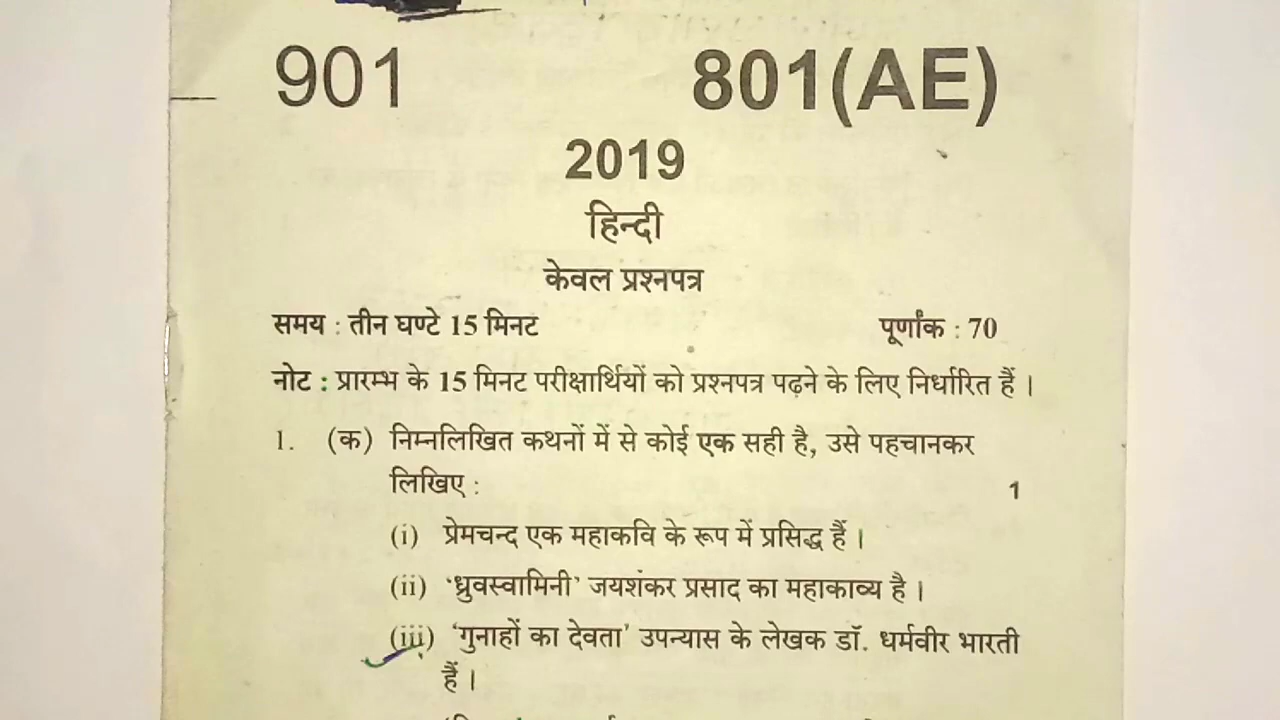 901 801(AE)
2019
हिन्दी
केवल प्रश्नपत्र
समय : तीन घण्टे 15 मिनट पूर्णांक : 70
नोट : प्रारम्भ के 15 मिनट परीक्षार्थियों को प्रश्नपत्र पढ़ने के लिए निर्धारित हैं ।
1. (क) निम्नलिखित कथनों में से कोई एक सही है, उसे पहचानकर
लिखिए : 1
(i) प्रेमचन्द एक महाकवि के रूप में प्रसिद्ध हैं ।
(ii) ‘ध्रुवस्वामिनी’ जयशंकर प्रसाद का महाकाव्य है ।
(iii) ‘गुनाहों का देवता’ उपन्यास के लेखक डॉ. धर्मवीर भारती
हैं ।